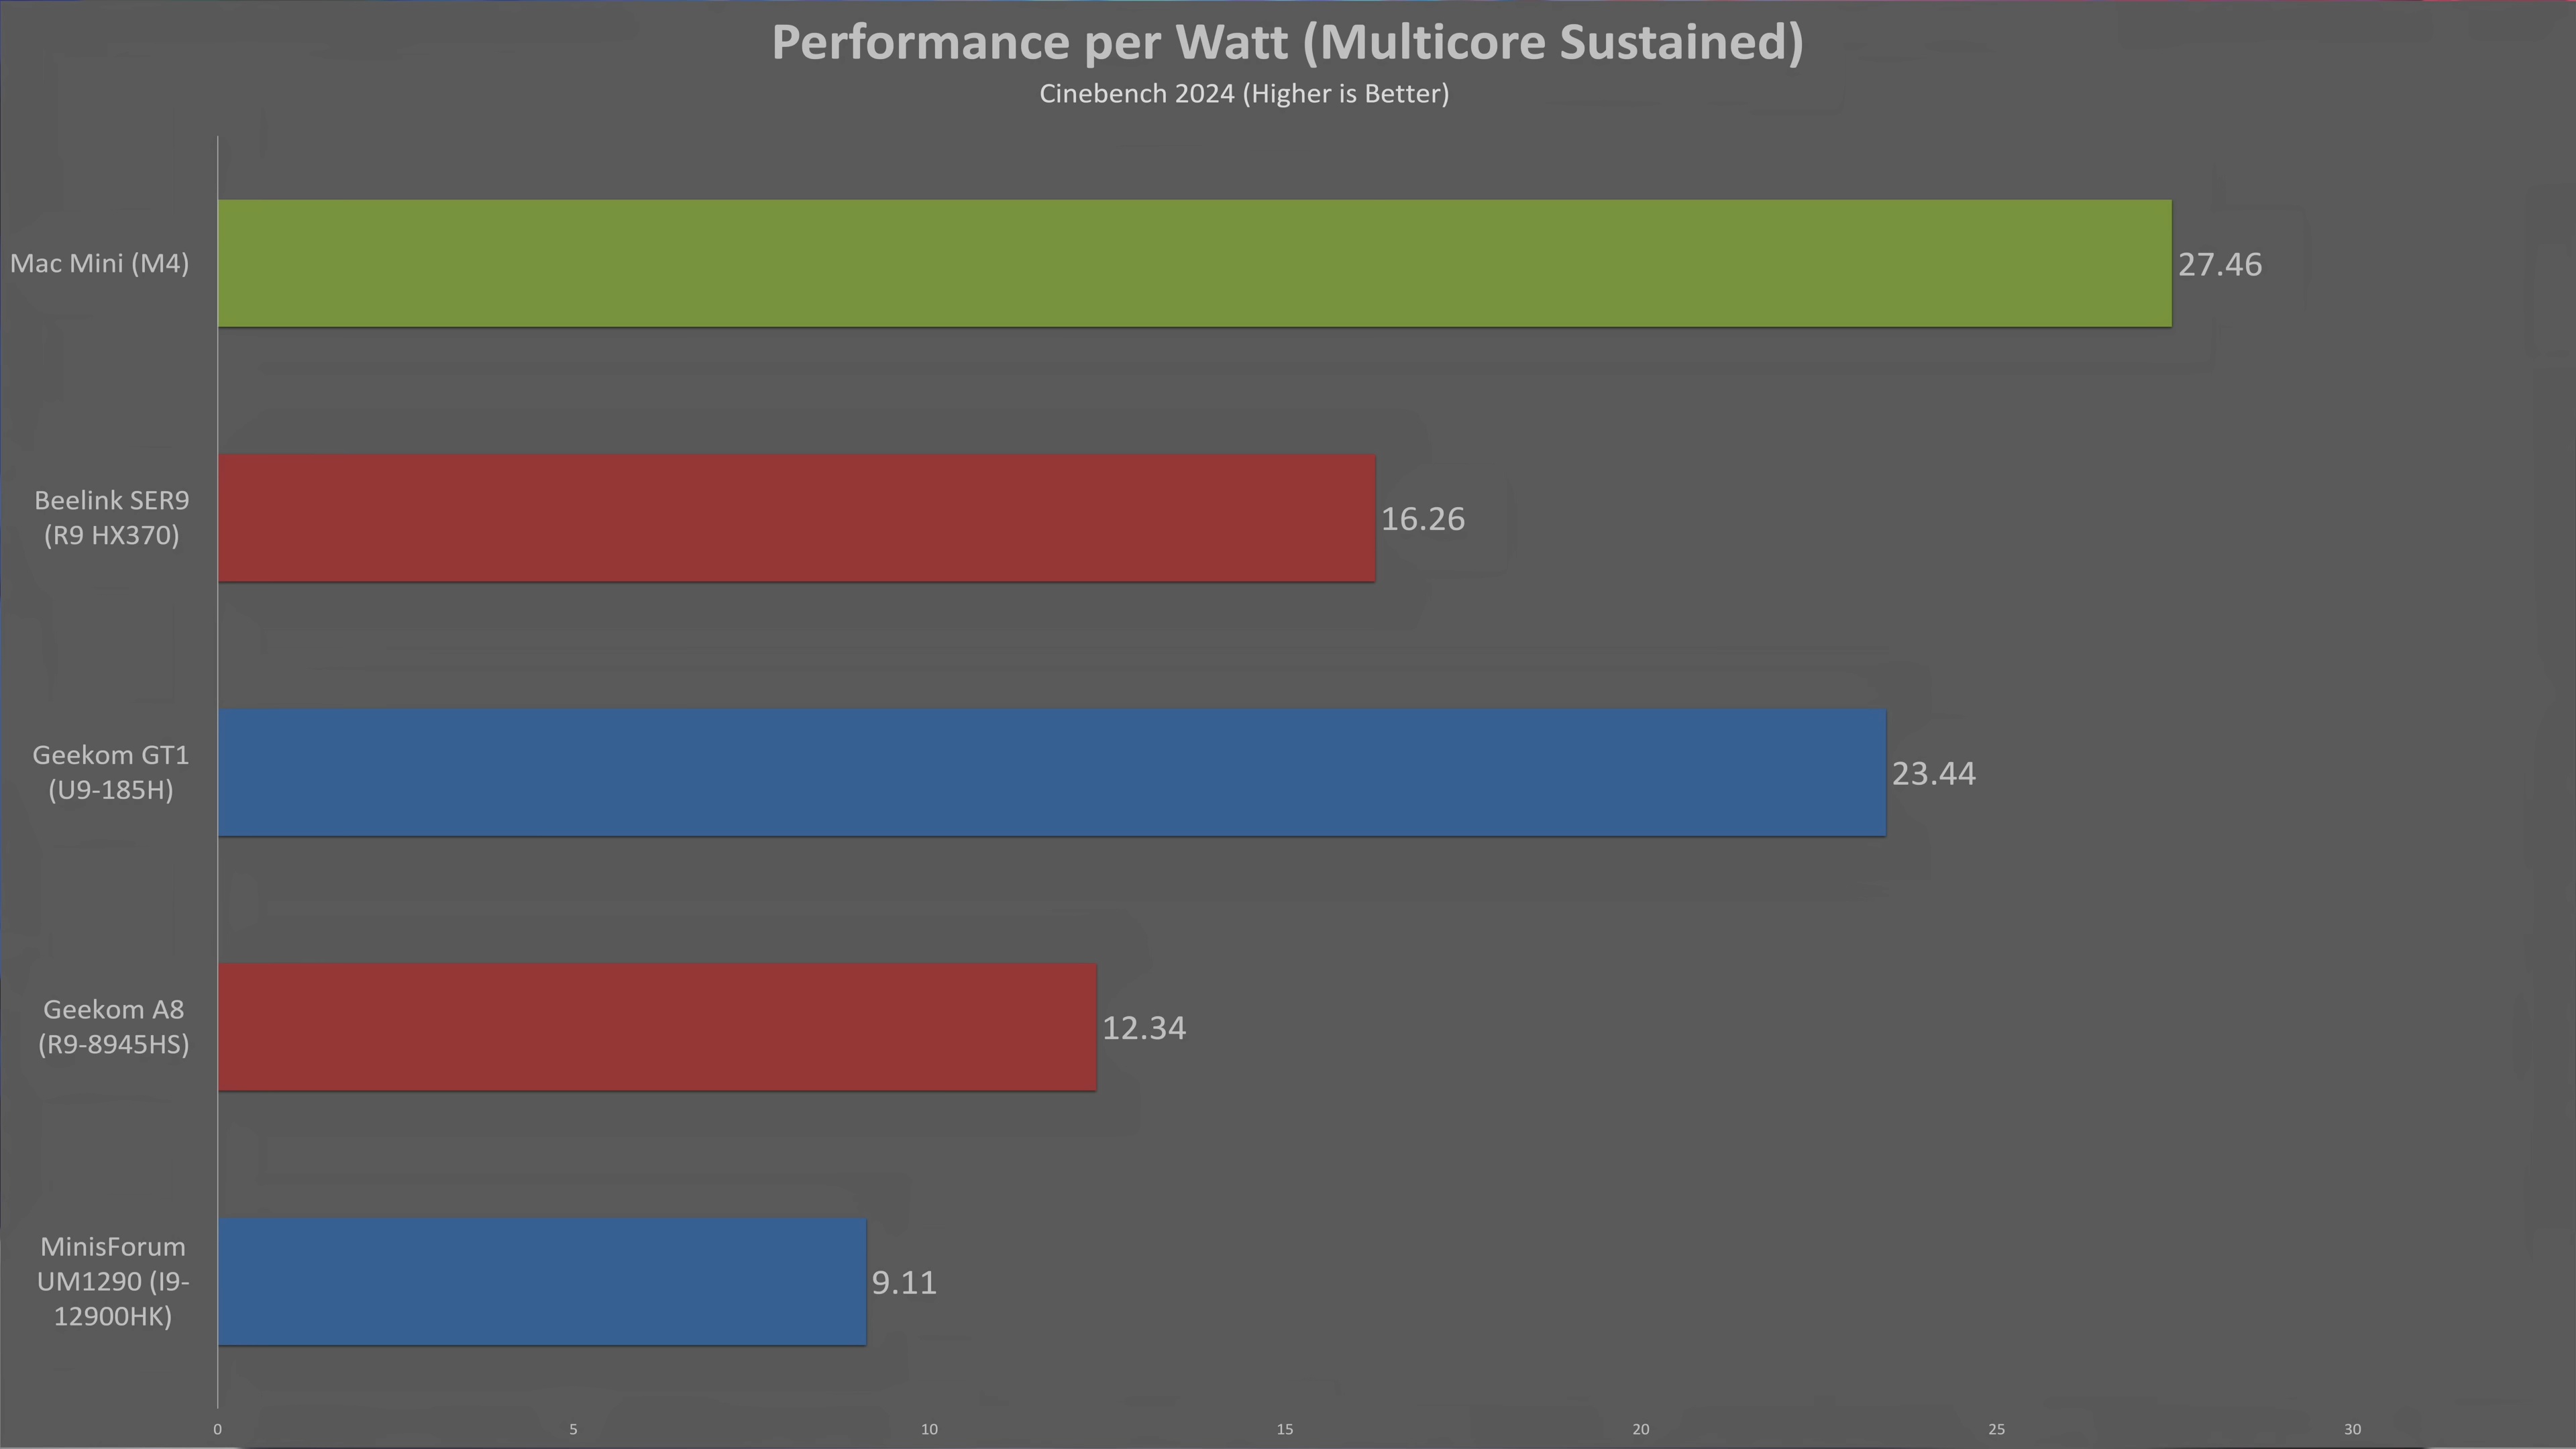 Performance per Watt (Multicore Sustained)
Cinebench 2024 (Higher is Better)
Mac Mini (M4)
27.46
Beelink SER9
(R9 HX370)
16.26
Geekom GT1
(U9-185H)
23.44
Geekom A8
(R9-8945HS)
12.34
MinisForum
UM1290 (I9-
12900HK)
9.11
0 5 10 15 20 25 30